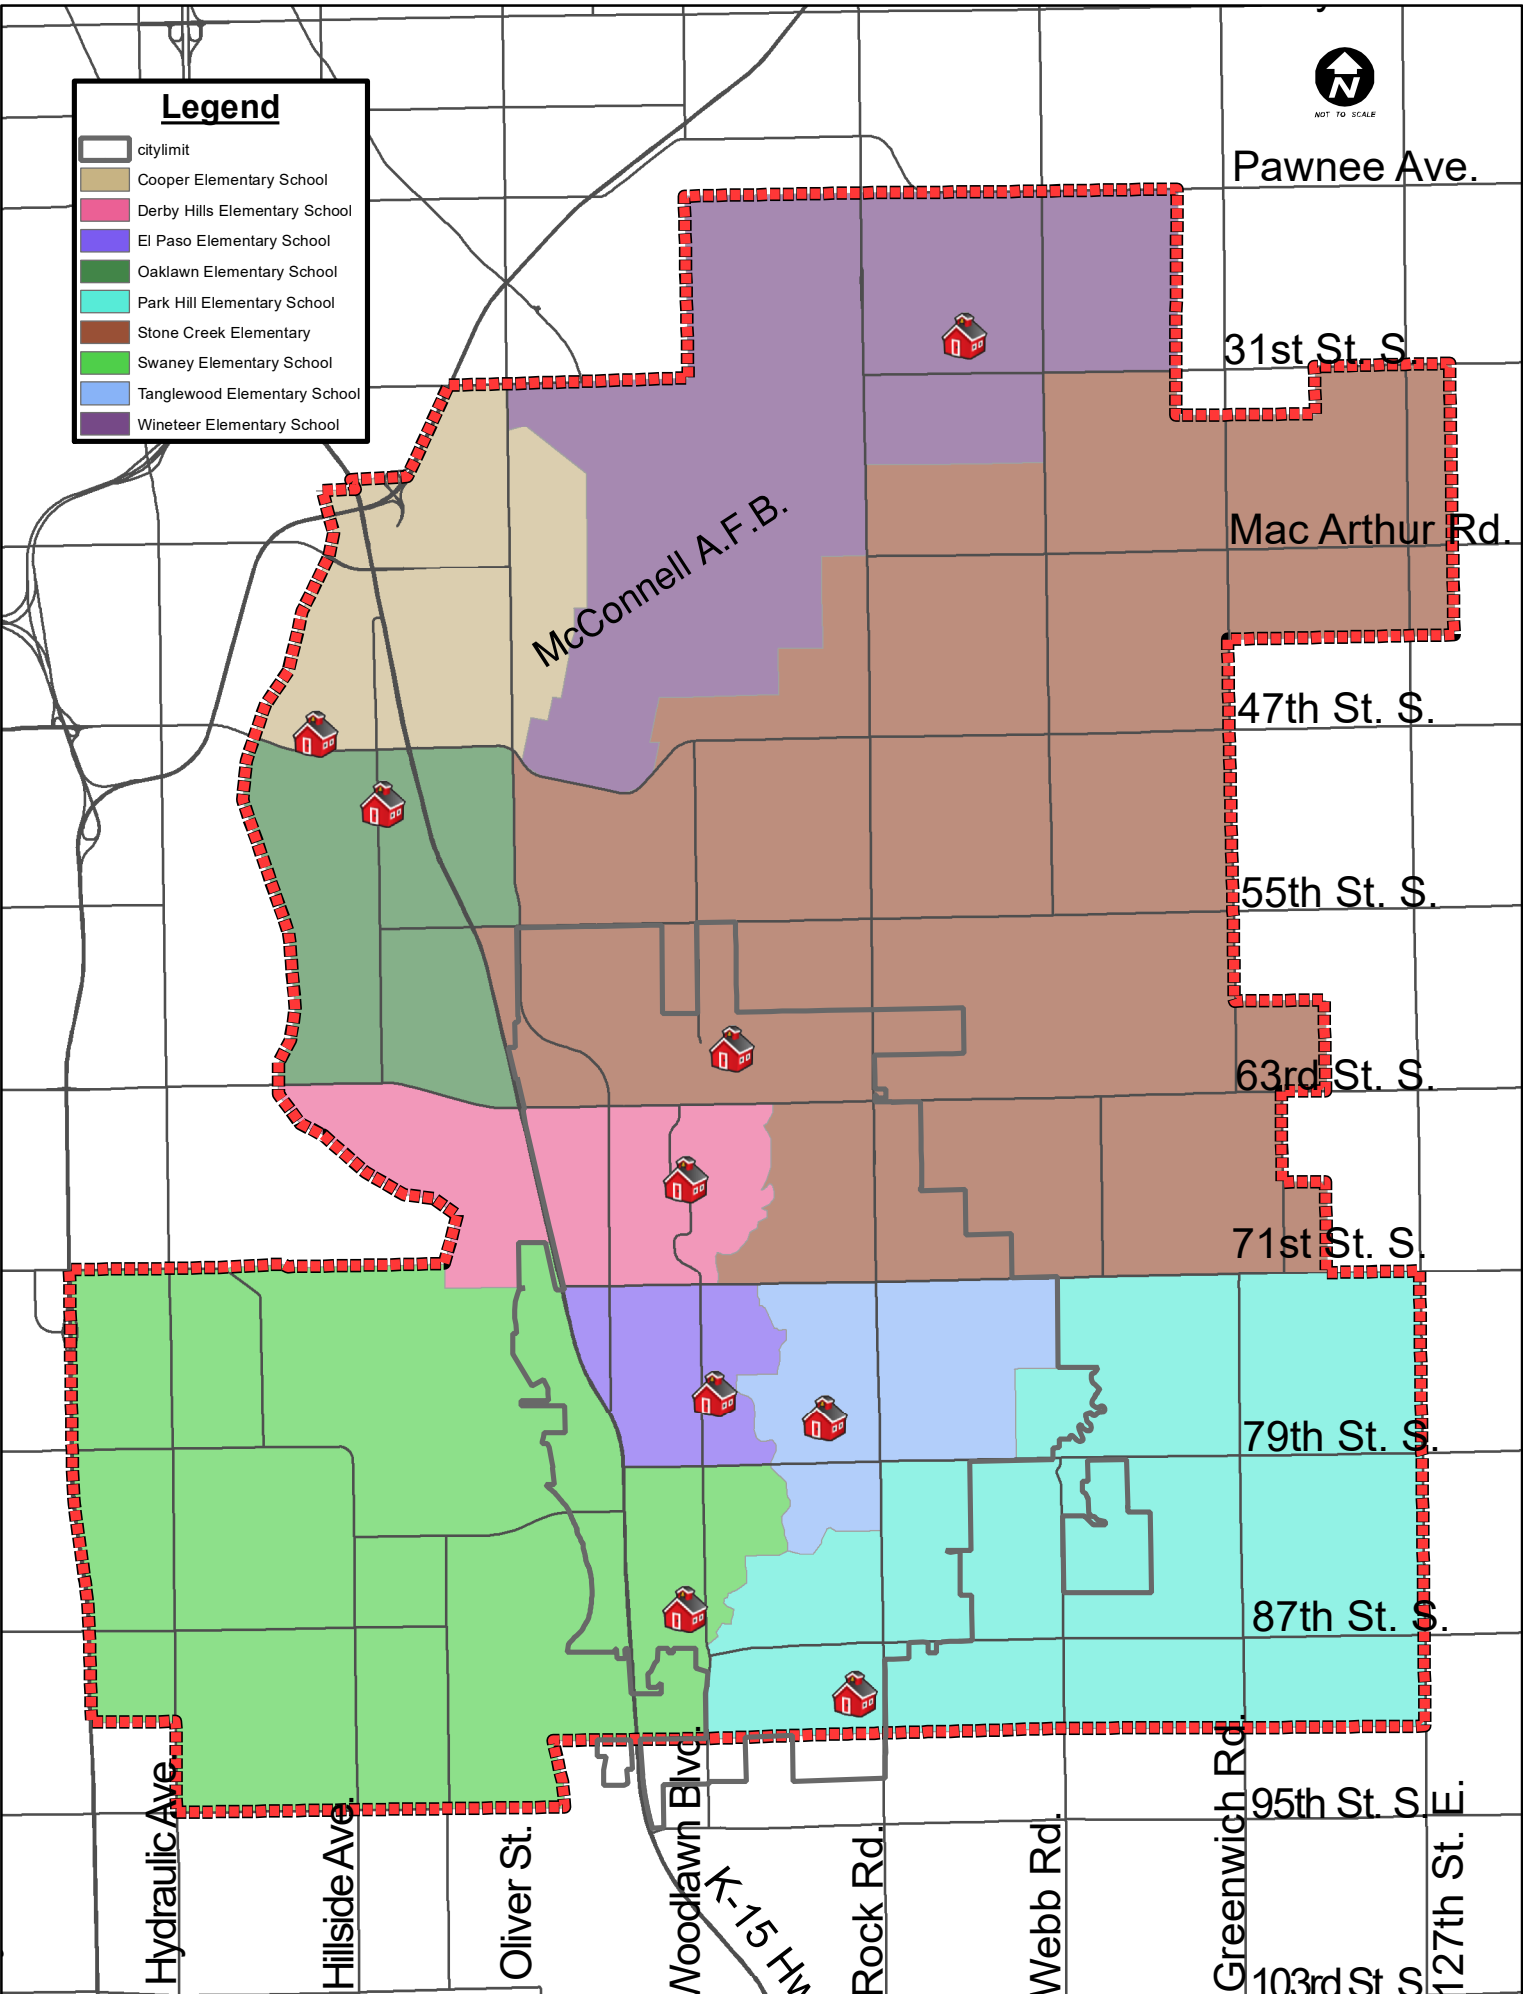 Legend
citylimit
Cooper Elementary School
Derby Hills Elementary School
El Paso Elementary School
Oaklawn Elementary School
Park Hill Elementary School
Stone Creek Elementary
Swaney Elementary School
Tanglewood Elementary School
Wineteer Elementary School
N
NOT TO SCALE
Pawnee Ave.
31st St. S.
Mac Arthur Rd.
McConnell A.F.B.
47th St. S.
55th St. S.
63rd St. S.
71st St. S.
79th St. S.
87th St. S.
95th St. S.
103rd St S
Hydraulic Ave.
Hillside Ave.
Oliver St.
Woodlawn Blvd.
K-15 Hw
Rock Rd.
Webb Rd.
Greenwich Rd.
127th St. E.